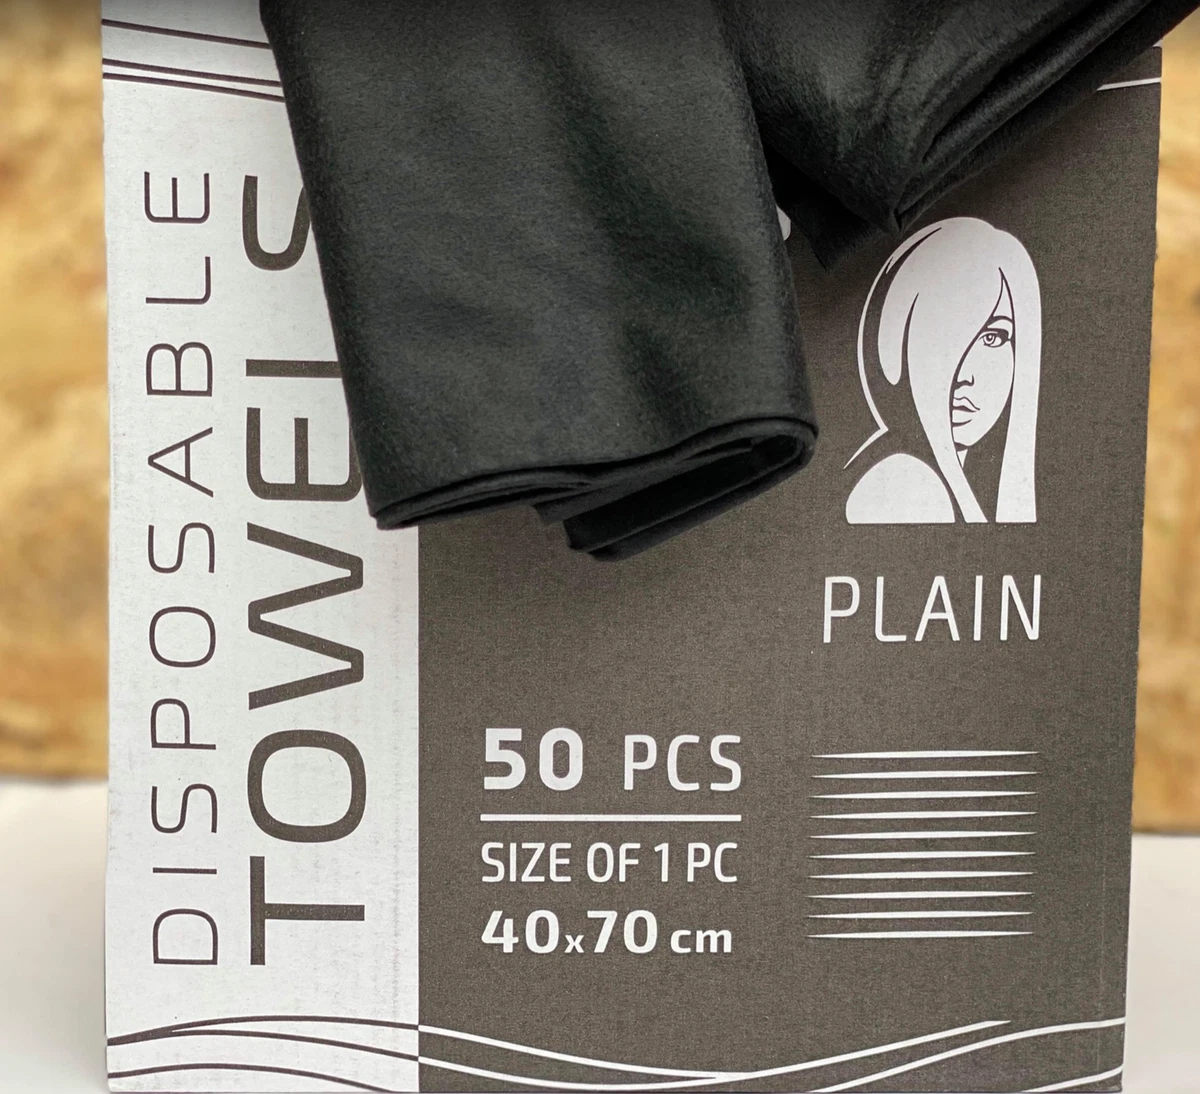 DISPOSABLE
TOWELS
PLAIN
50 PCS
SIZE OF 1 PC
40x70 cm